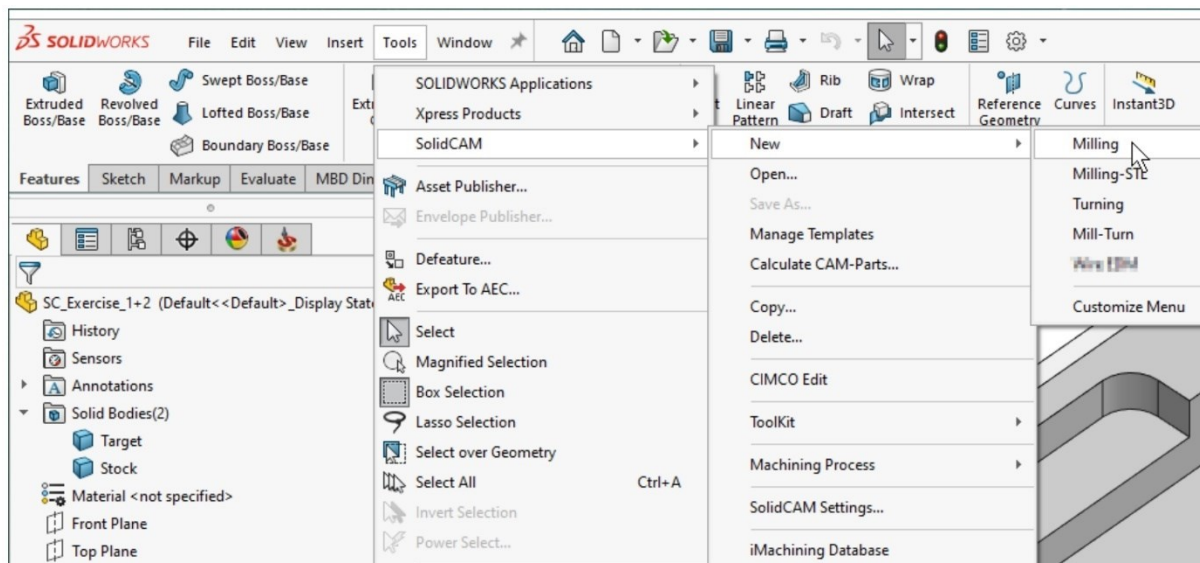 SOLIDWORKS File Edit View Insert Tools Window
Extruded Boss/Base
Revolved Boss/Base
Swept Boss/Base
Lofted Boss/Base
Boundary Boss/Base
Linear Pattern
Rib
Draft
Wrap
Intersect
Reference Geometry
Curves
Instant3D
Features Sketch Markup Evaluate MBD Dim
SC_Exercise_1+2 (Default<<Default>_Display State
History
Sensors
Annotations
Solid Bodies(2)
Target
Stock
Material <not specified>
Front Plane
Top Plane
SOLIDWORKS Applications
Xpress Products
SolidCAM
Asset Publisher...
Envelope Publisher...
Defeature...
AEC Export To AEC...
Select
Magnified Selection
Box Selection
Lasso Selection
Select over Geometry
Select All Ctrl+A
Invert Selection
Power Select...
New
Open...
Save As...
Manage Templates
Calculate CAM-Parts...
Copy...
Delete...
CIMCO Edit
ToolKit
Machining Process
SolidCAM Settings...
iMachining Database
Milling
Milling-STL
Turning
Mill-Turn
Customize Menu